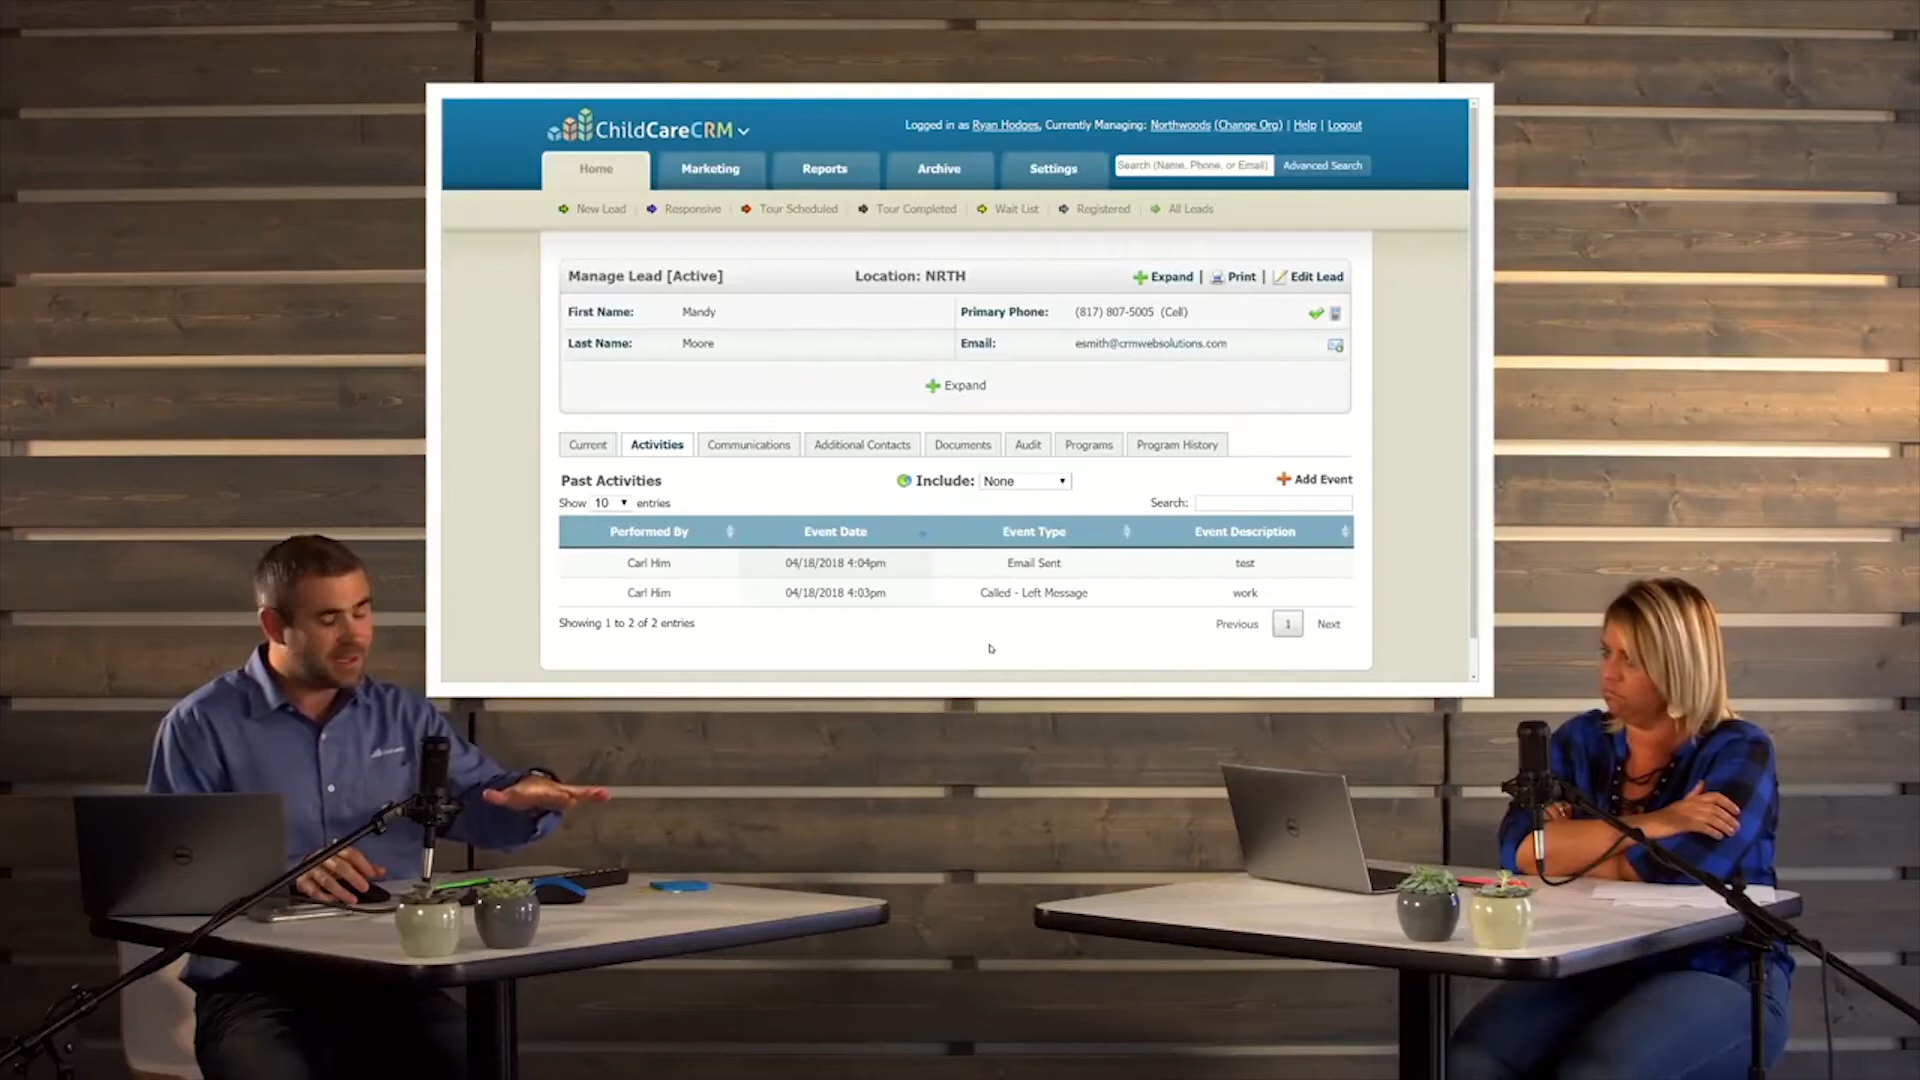 ChildCareCRM
Logged in as Ryan Hodges, Currently Managing: Northwoods (Change Org) | Help | Logout
Home Marketing Reports Archive Settings Search (Name, Phone, or Email) Advanced Search
New Lead | Responsive | Tour Scheduled | Tour Completed | Wait List | Registered | All Leads
Manage Lead [Active] Location: NRTH Expand | Print | Edit Lead
First Name: Mandy Primary Phone: (817) 807-5005 (Cell)
Last Name: Moore Email: esmith@crmwebsolutions.com
Expand
Current Activities Communications Additional Contacts Documents Audit Programs Program History
Past Activities Include: None Add Event
Show 10 entries Search:
Performed By Event Date Event Type Event Description
Carl Him 04/18/2018 4:04pm Email Sent test
Carl Him 04/18/2018 4:03pm Called - Left Message work
Showing 1 to 2 of 2 entries Previous 1 Next